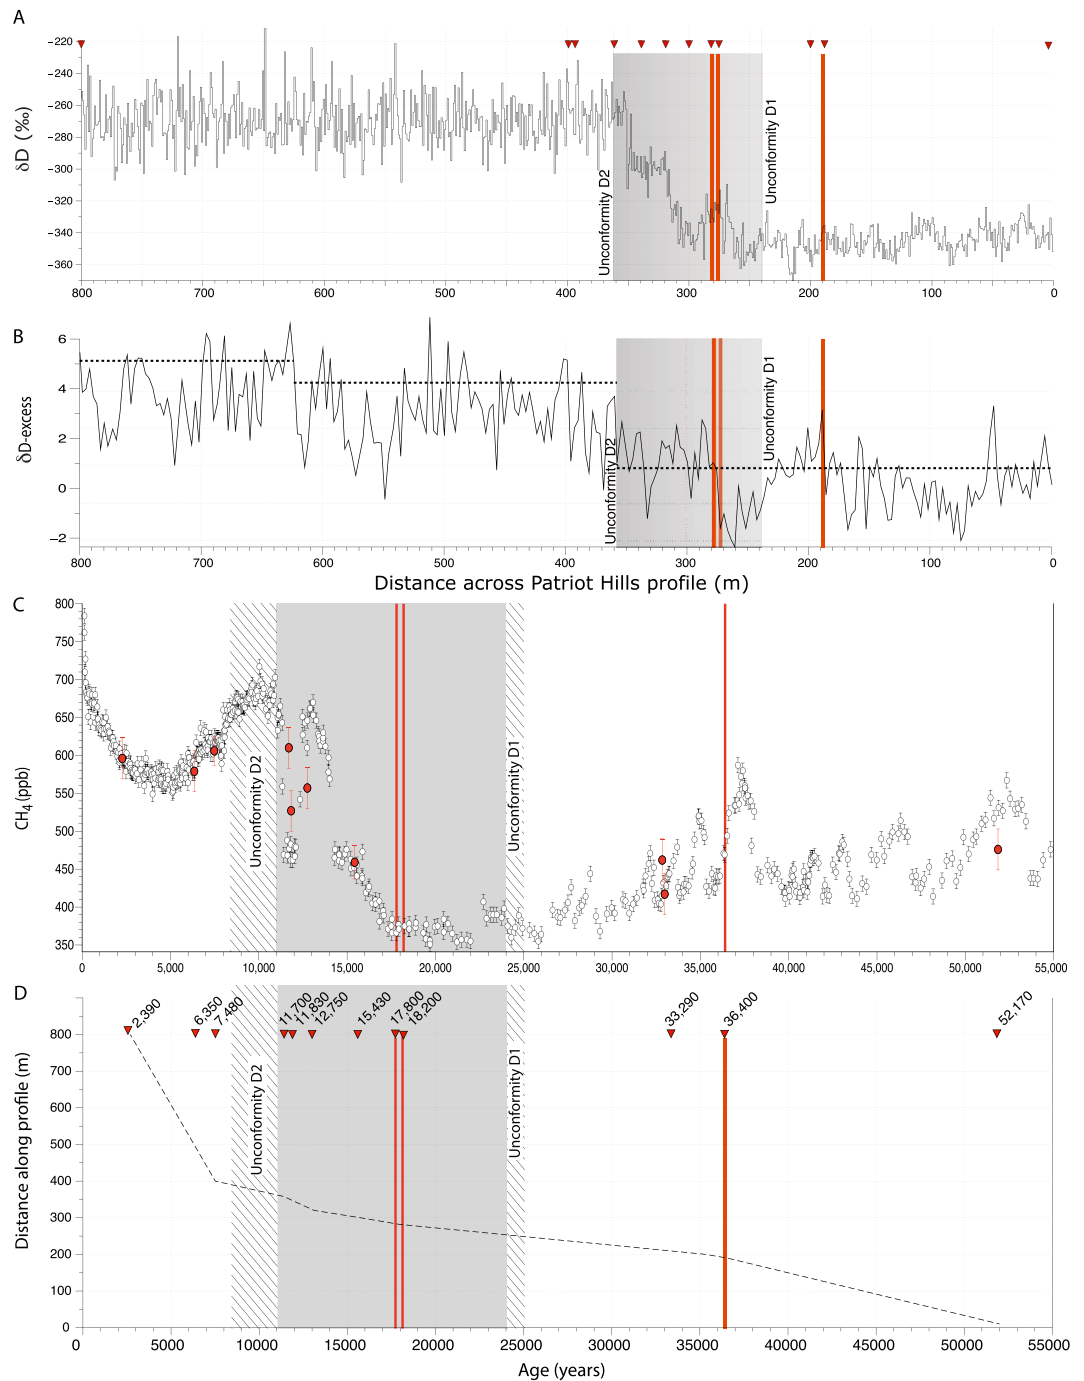 A
−220
−240
−260
−280
−300
−320
−340
−360
δD (‰)
Unconformity D2
Unconformity D1
800 700 600 500 400 300 200 100 0
B
6
4
2
0
−2
δD-excess
Unconformity D2
Unconformity D1
800 700 600 500 400 300 200 100 0
Distance across Patriot Hills profile (m)
C
800
750
700
650
600
550
500
450
400
350
CH4 (ppb)
Unconformity D2
Unconformity D1
0 5,000 10,000 15,000 20,000 25,000 30,000 35,000 40,000 45,000 50,000 55,000
D
2,390 6,350 7,480 11,700 11,830 12,750 15,430 17,800 18,200 33,290 36,400 52,170
800
700
600
500
400
300
200
100
0
Distance along profile (m)
Unconformity D2
Unconformity D1
0 5000 10000 15000 20000 25000 30000 35000 40000 45000 50000 55000
Age (years)